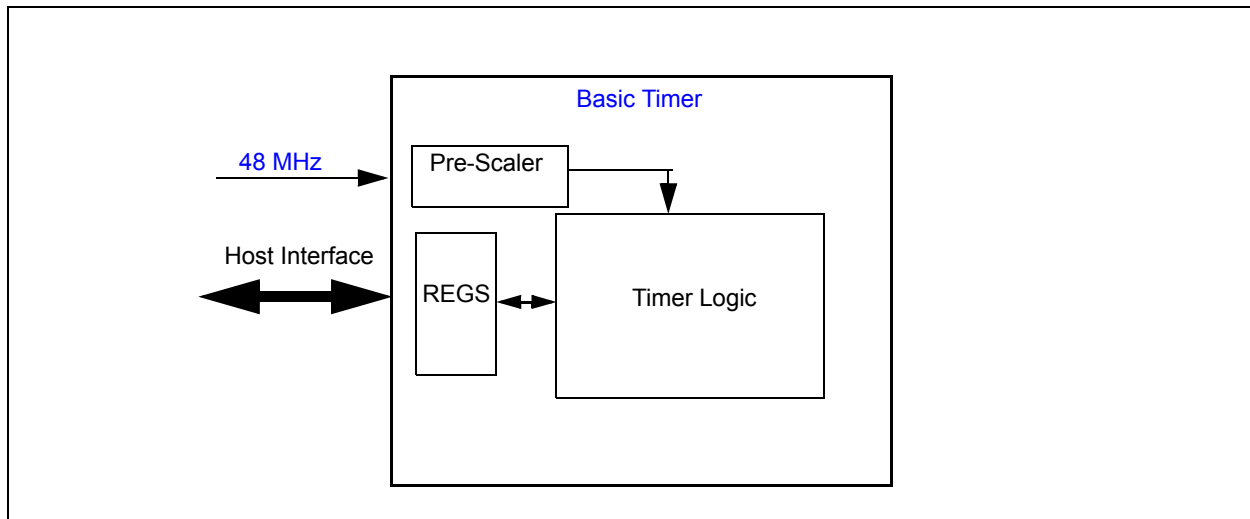 Basic Timer
48 MHz
Pre-Scaler
Host Interface
REGS
Timer Logic